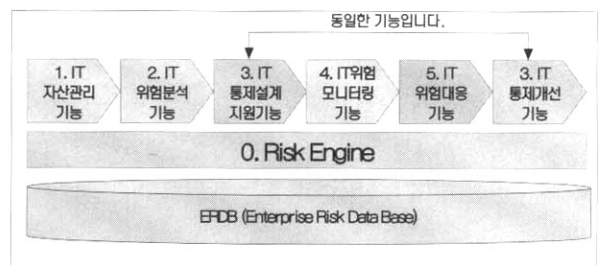 동일한 기능입니다.
1. IT
자산관리
기능
2. IT
위험분석
기능
3. IT
통제설계
지원기능
4. IT위험
모니터링
기능
5. IT
위험대응
기능
3. IT
통제개선
기능
0. Risk Engine
ERDB (Enterprise Risk Data Base)